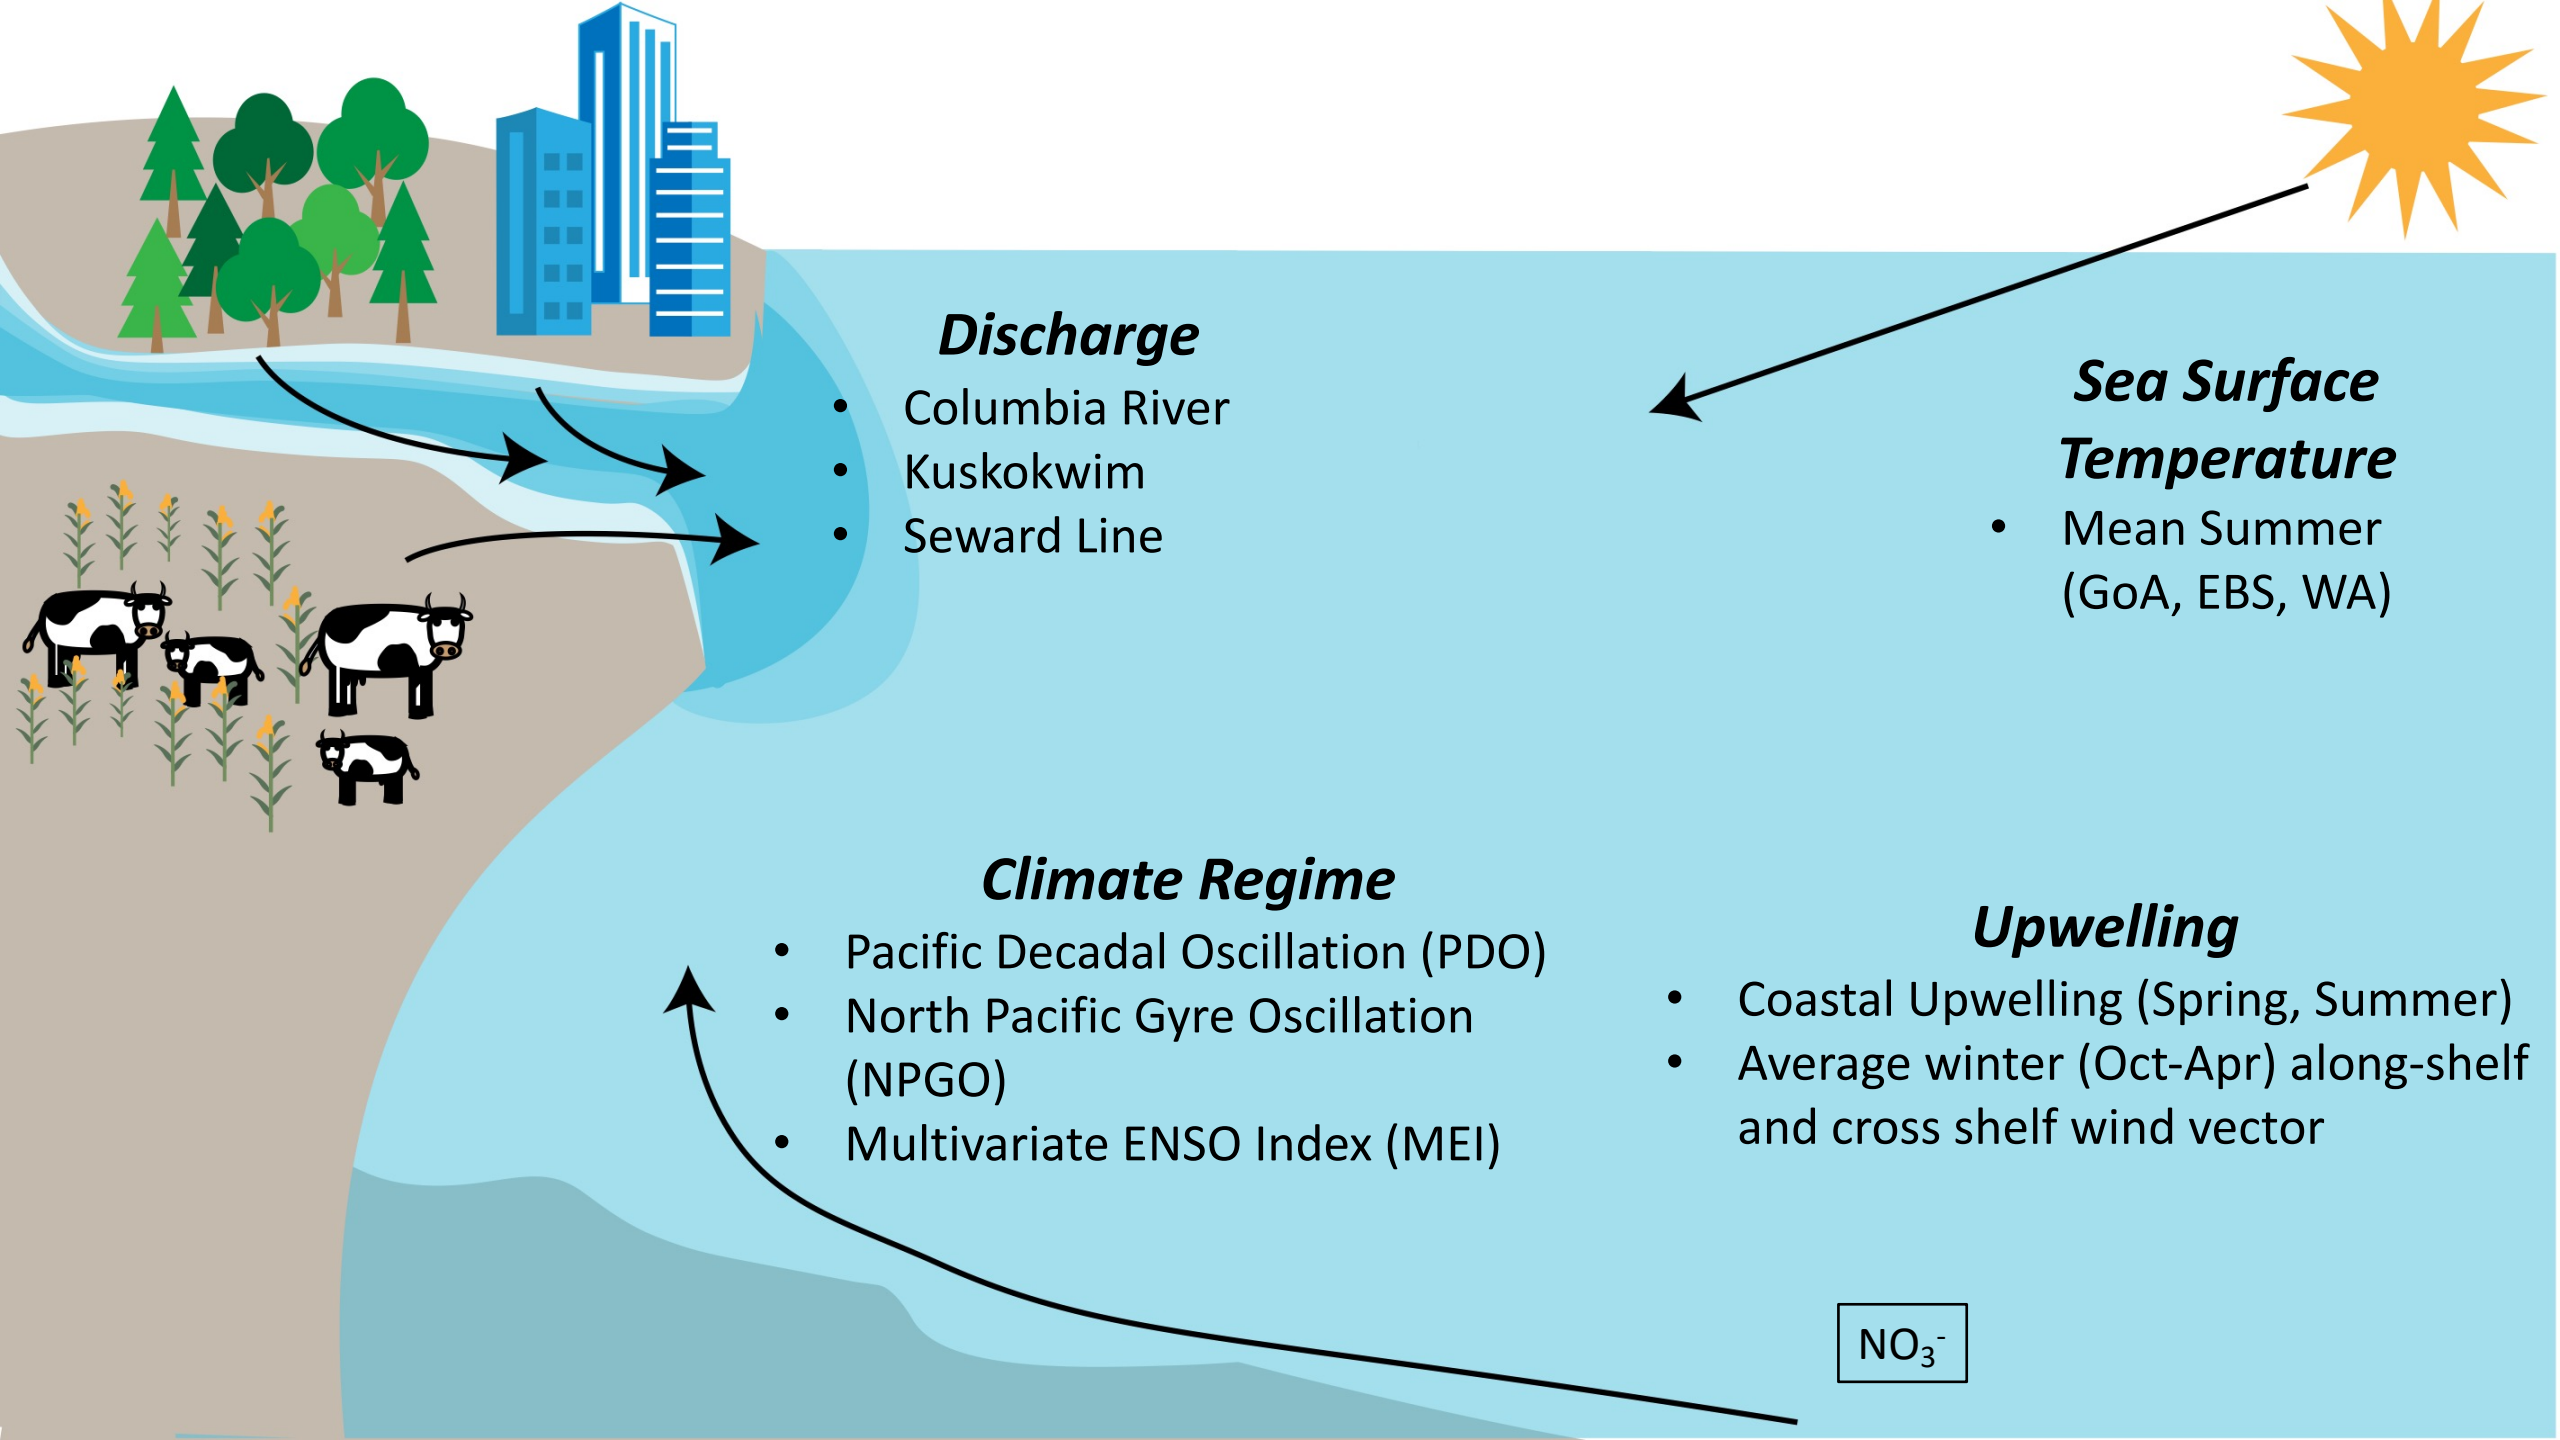 Discharge
• Columbia River
• Kuskokwim
• Seward Line
Sea Surface
Temperature
• Mean Summer
(GoA, EBS, WA)
Climate Regime
• Pacific Decadal Oscillation (PDO)
• North Pacific Gyre Oscillation
(NPGO)
• Multivariate ENSO Index (MEI)
Upwelling
• Coastal Upwelling (Spring, Summer)
• Average winter (Oct-Apr) along-shelf
and cross shelf wind vector
NO₃⁻